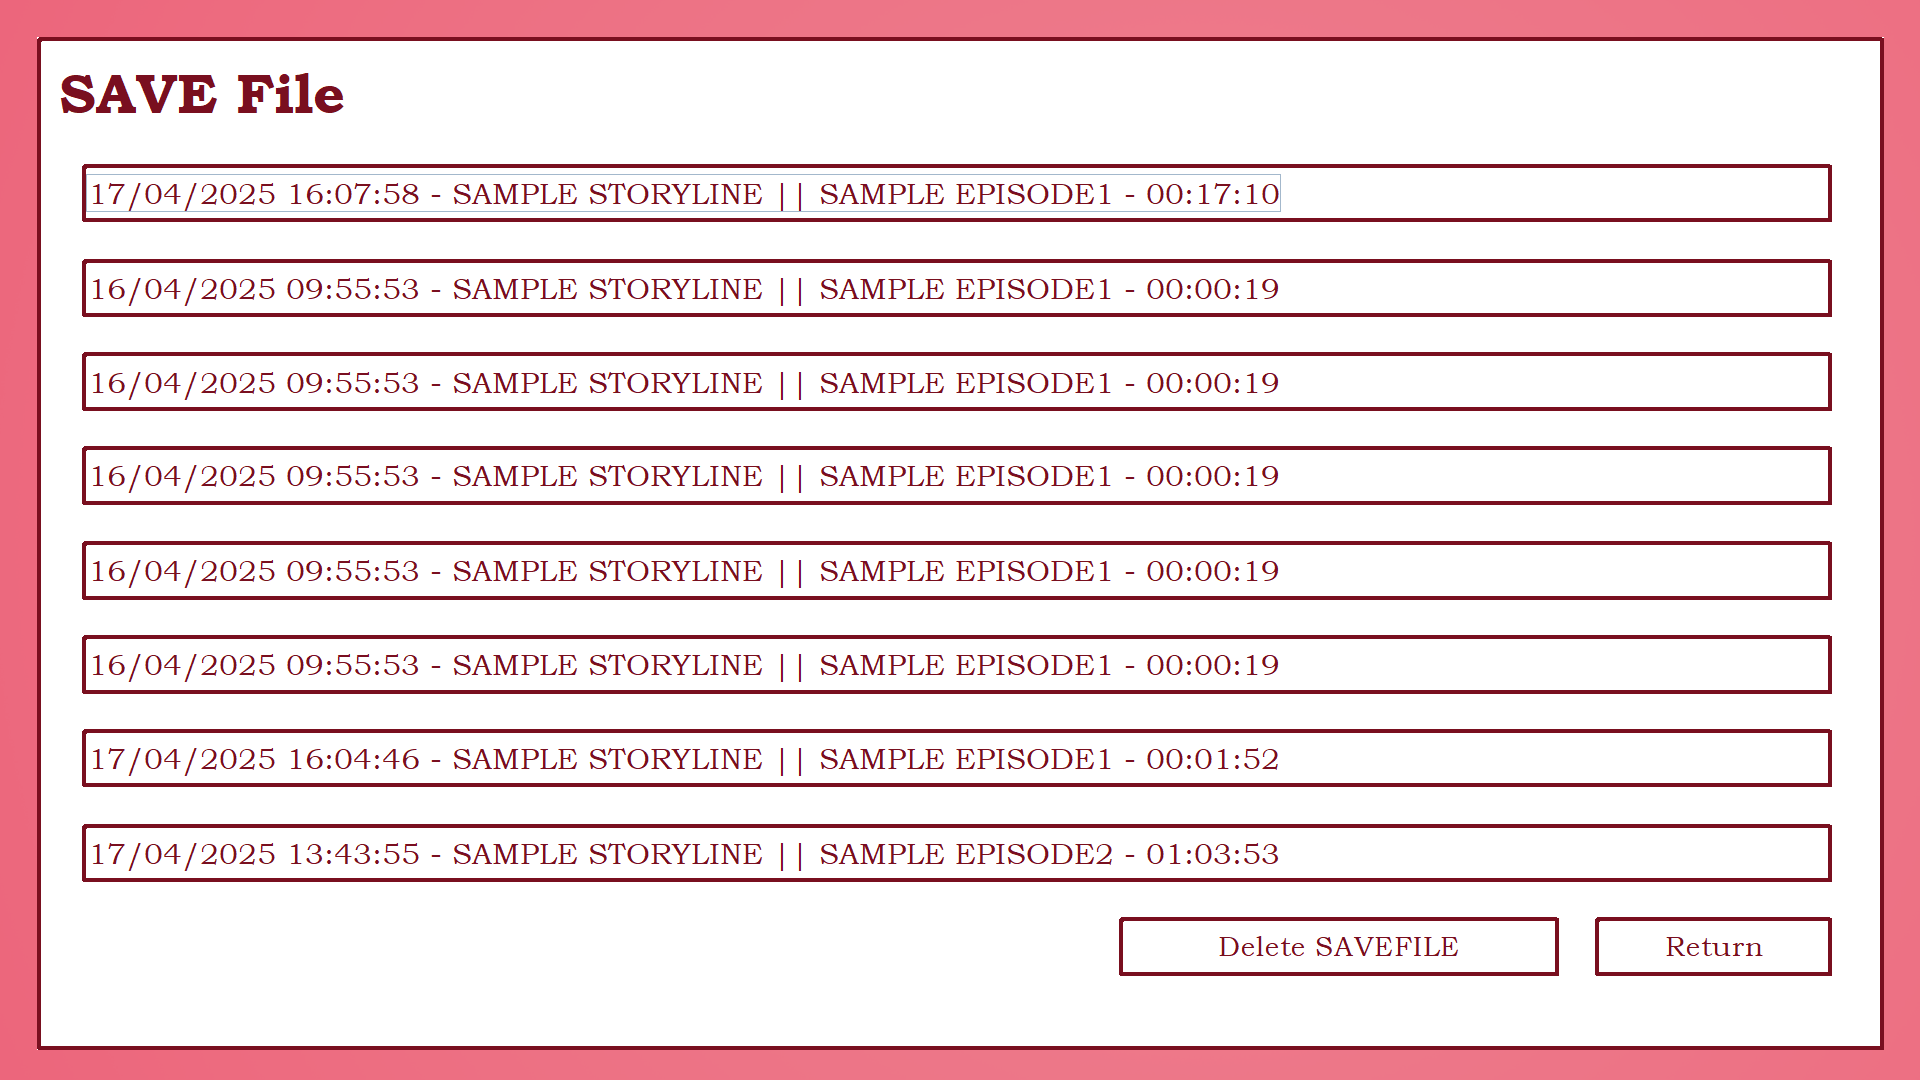 SAVE File
17/04/2025 16:07:58 - SAMPLE STORYLINE || SAMPLE EPISODE1 - 00:17:10
16/04/2025 09:55:53 - SAMPLE STORYLINE || SAMPLE EPISODE1 - 00:00:19
16/04/2025 09:55:53 - SAMPLE STORYLINE || SAMPLE EPISODE1 - 00:00:19
16/04/2025 09:55:53 - SAMPLE STORYLINE || SAMPLE EPISODE1 - 00:00:19
16/04/2025 09:55:53 - SAMPLE STORYLINE || SAMPLE EPISODE1 - 00:00:19
16/04/2025 09:55:53 - SAMPLE STORYLINE || SAMPLE EPISODE1 - 00:00:19
17/04/2025 16:04:46 - SAMPLE STORYLINE || SAMPLE EPISODE1 - 00:01:52
17/04/2025 13:43:55 - SAMPLE STORYLINE || SAMPLE EPISODE2 - 01:03:53
Delete SAVEFILE
Return